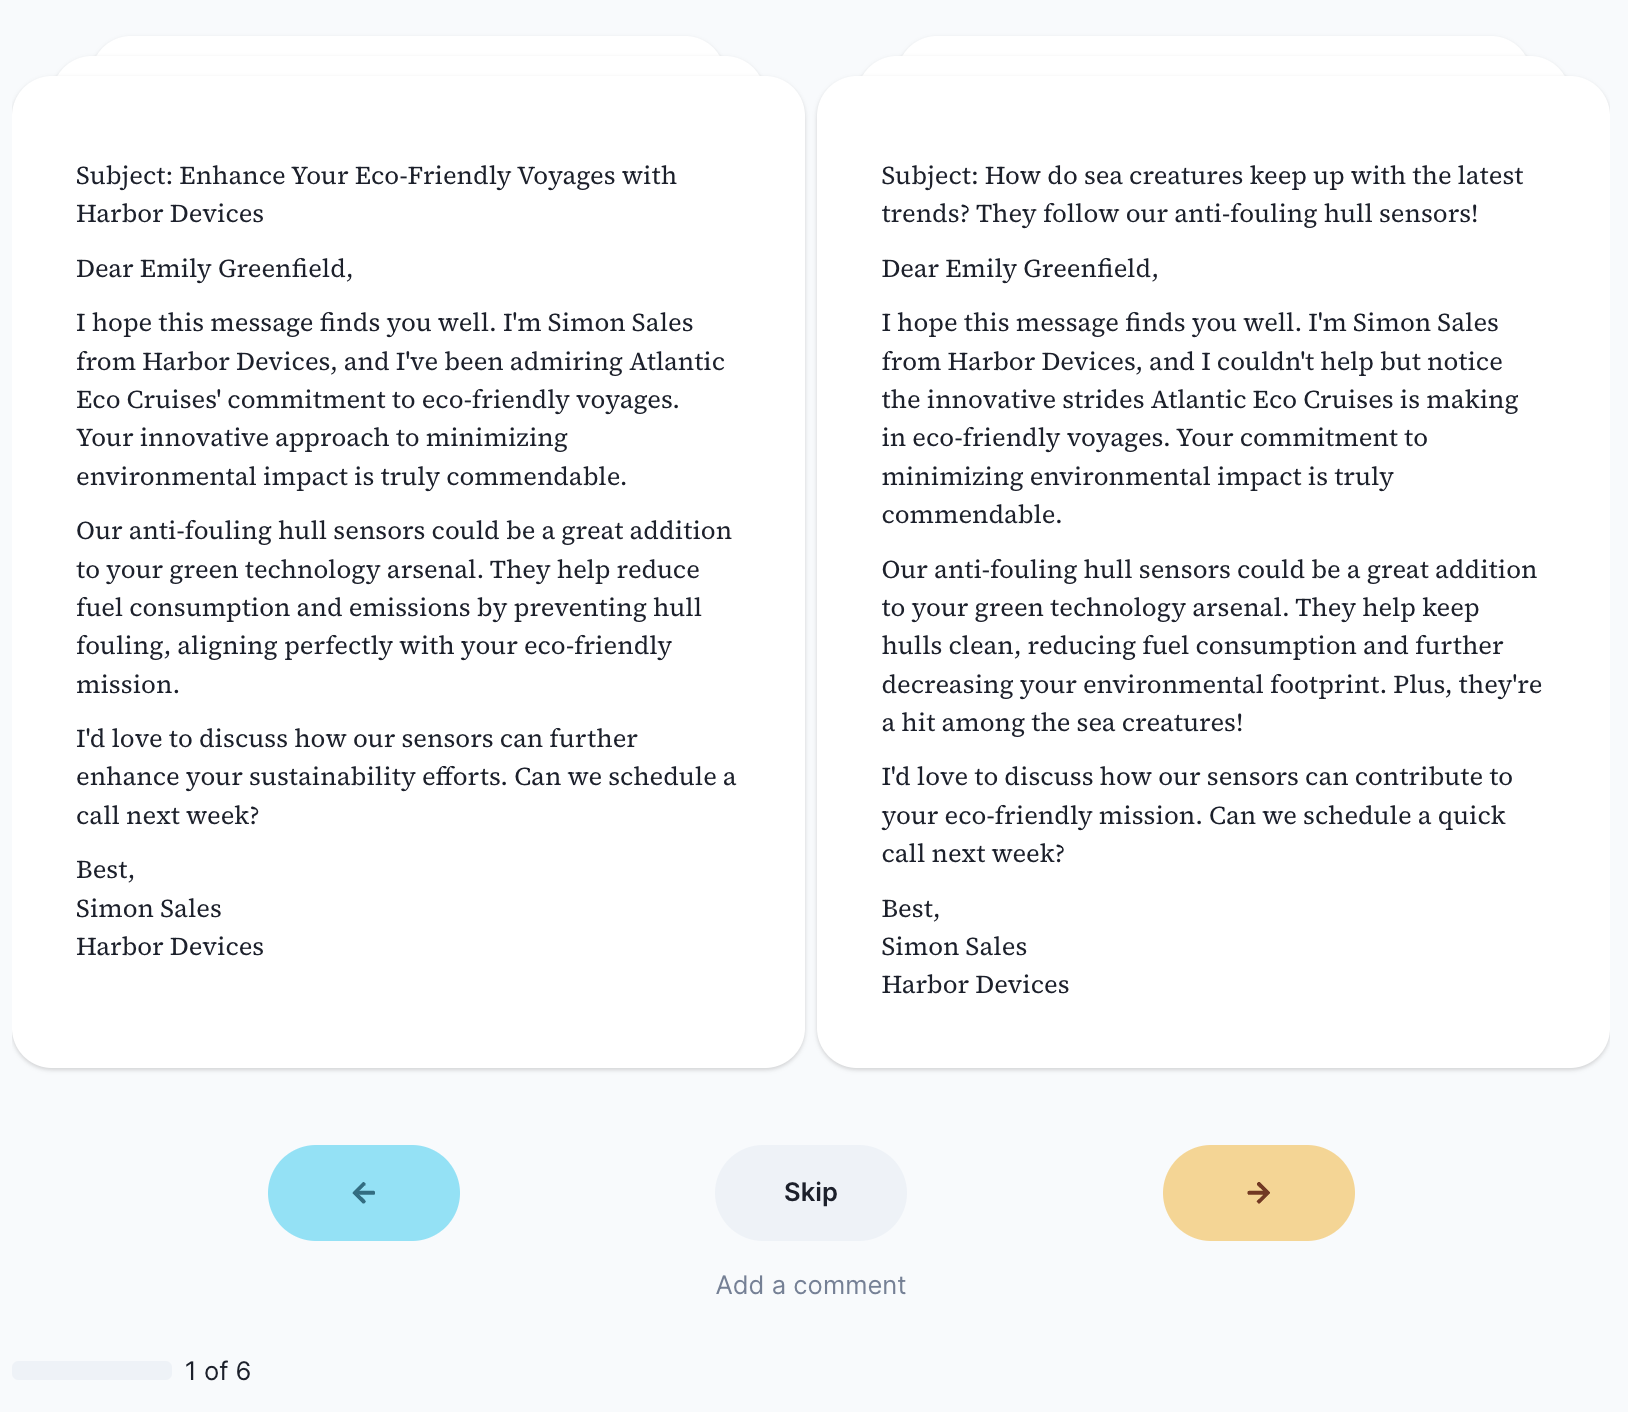 Subject: Enhance Your Eco-Friendly Voyages with
Harbor Devices
Dear Emily Greenfield,
I hope this message finds you well. I'm Simon Sales
from Harbor Devices, and I've been admiring Atlantic
Eco Cruises' commitment to eco-friendly voyages.
Your innovative approach to minimizing
environmental impact is truly commendable.
Our anti-fouling hull sensors could be a great addition
to your green technology arsenal. They help reduce
fuel consumption and emissions by preventing hull
fouling, aligning perfectly with your eco-friendly
mission.
I'd love to discuss how our sensors can further
enhance your sustainability efforts. Can we schedule a
call next week?
Best,
Simon Sales
Harbor Devices
Subject: How do sea creatures keep up with the latest
trends? They follow our anti-fouling hull sensors!
Dear Emily Greenfield,
I hope this message finds you well. I'm Simon Sales
from Harbor Devices, and I couldn't help but notice
the innovative strides Atlantic Eco Cruises is making
in eco-friendly voyages. Your commitment to
minimizing environmental impact is truly
commendable.
Our anti-fouling hull sensors could be a great addition
to your green technology arsenal. They help keep
hulls clean, reducing fuel consumption and further
decreasing your environmental footprint. Plus, they're
a hit among the sea creatures!
I'd love to discuss how our sensors can contribute to
your eco-friendly mission. Can we schedule a quick
call next week?
Best,
Simon Sales
Harbor Devices
Skip
Add a comment
1 of 6